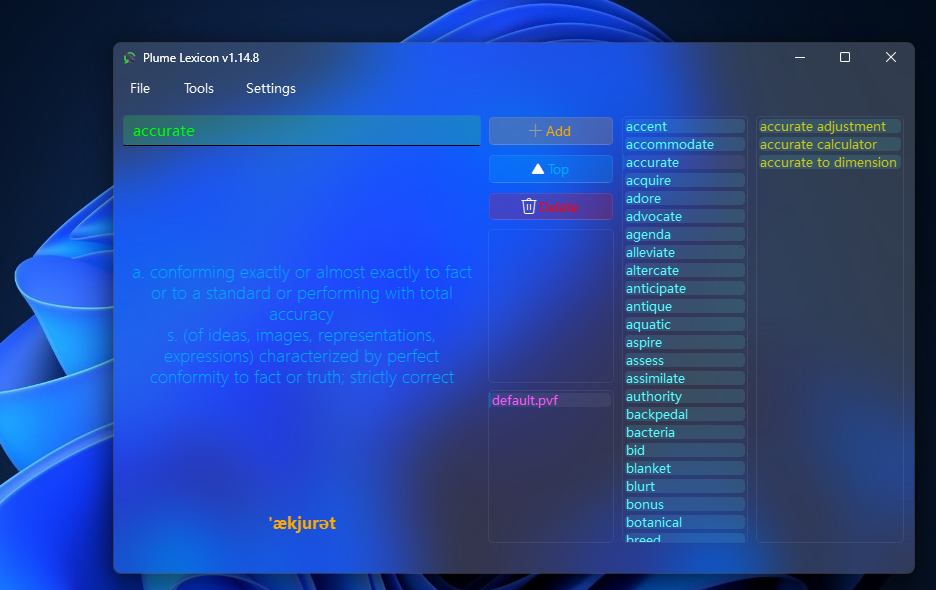 Plume Lexicon v1.14.8
File Tools Settings
accurate
a. conforming exactly or almost exactly to fact
or to a standard or performing with total
accuracy
s. (of ideas, images, representations,
expressions) characterized by perfect
conformity to fact or truth; strictly correct
'ækjurət
Add
Top
Delete
default.pvf
accent
accommodate
accurate
acquire
adore
advocate
agenda
alleviate
altercate
anticipate
antique
aquatic
aspire
assess
assimilate
authority
backpedal
bacteria
bid
blanket
blurt
bonus
botanical
breed
accurate adjustment
accurate calculator
accurate to dimension